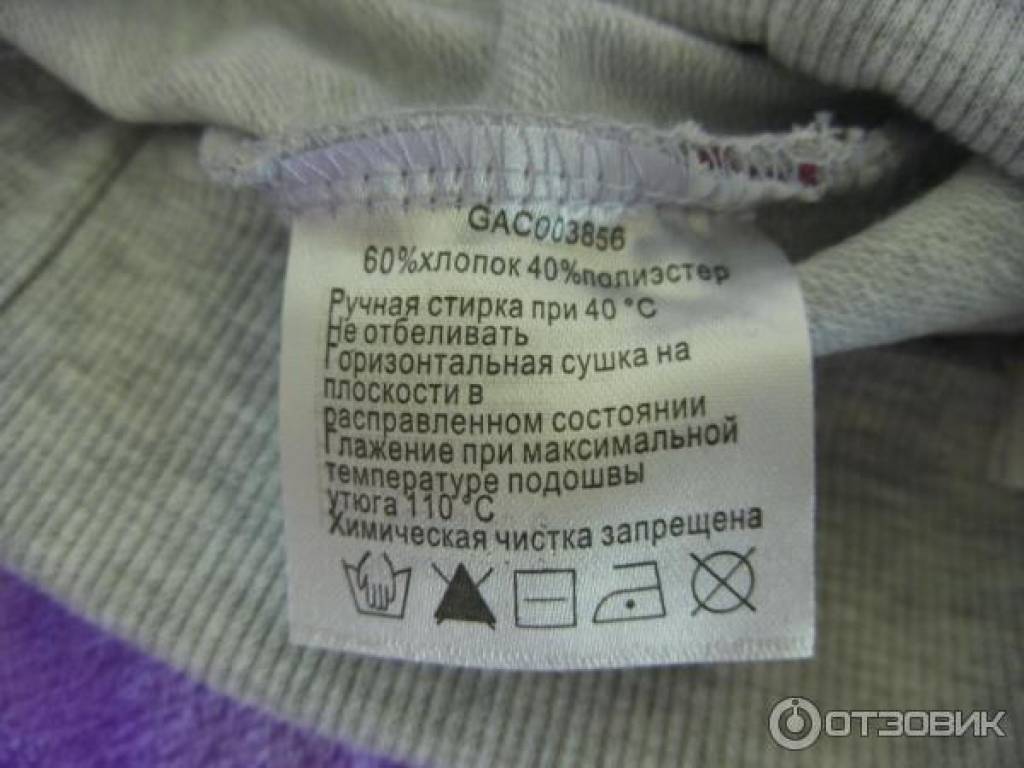 GAC003856
60%хлопок 40%полиэстер
Ручная стирка при 40 °C
Не отбеливать
Горизонтальная сушка на
плоскости в
расправленном состоянии
Глажение при максимальной
температуре подошвы
утюга 110 °C
Химическая чистка запрещена
ОТЗОВИК